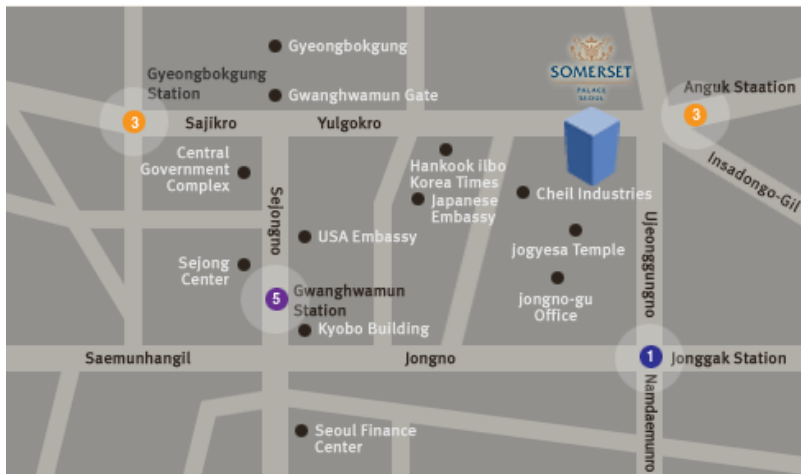 Gyeongbokgung
Gyeongbokgung
Station
SOMERSET
PALACE
SEOUL
Anguk Staation
Gwanghwamun Gate
3
3
Sajikro
Yulgokro
Central
Government
Complex
Hankook ilbo
Korea Times
Japanese
Embassy
Cheil Industries
Insadongo-Gil
Sejongno
Ujeonggungno
USA Embassy
jogyesa Temple
Sejong
Center
5
Gwanghwamun
Station
jongno-gu
Office
Kyobo Building
Saemunhangil
Jongno
1
Jonggak Station
Namdaemunro
Seoul Finance
Center